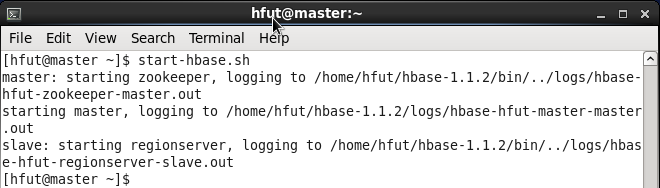 hfut@master:~
File Edit View Search Terminal Help
[hfut@master ~]$ start-hbase.sh
master: starting zookeeper, logging to /home/hfut/hbase-1.1.2/bin/../logs/hbase-
hfut-zookeeper-master.out
starting master, logging to /home/hfut/hbase-1.1.2/logs/hbase-hfut-master-master
.out
slave: starting regionserver, logging to /home/hfut/hbase-1.1.2/bin/../logs/hbas
e-hfut-regionserver-slave.out
[hfut@master ~]$